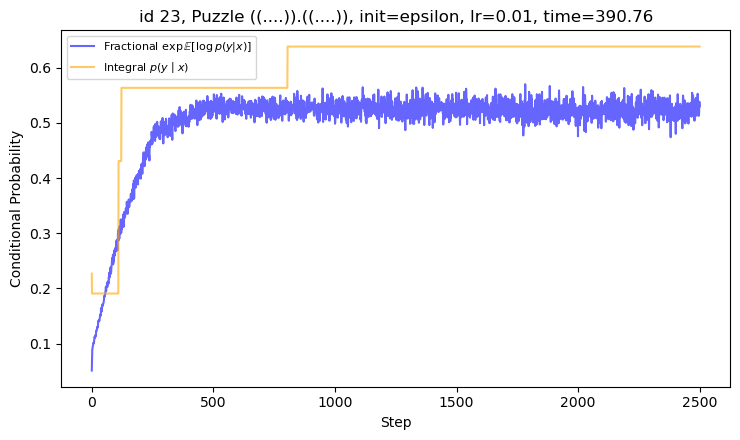 id 23, Puzzle ((....)).((....)), init=epsilon, lr=0.01, time=390.76
Fractional exp𝔼[log p(y|x)]
Integral p(y | x)
Conditional Probability
0.6
0.5
0.4
0.3
0.2
0.1
0 500 1000 1500 2000 2500
Step